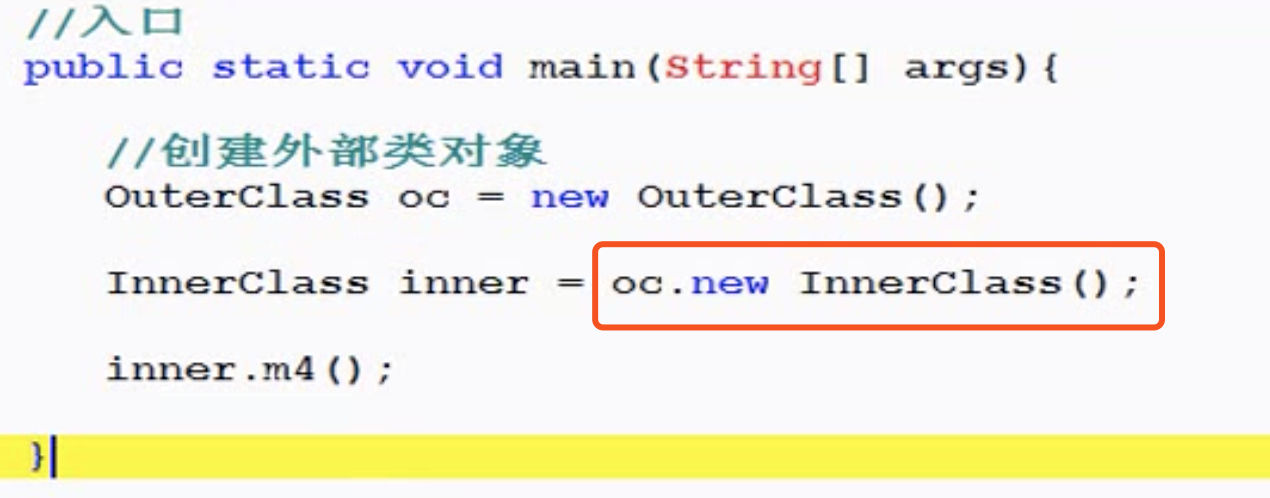 //入口
public static void main(String[] args){
//创建外部类对象
OuterClass oc = new OuterClass();
InnerClass inner = oc.new InnerClass();
inner.m4();
}